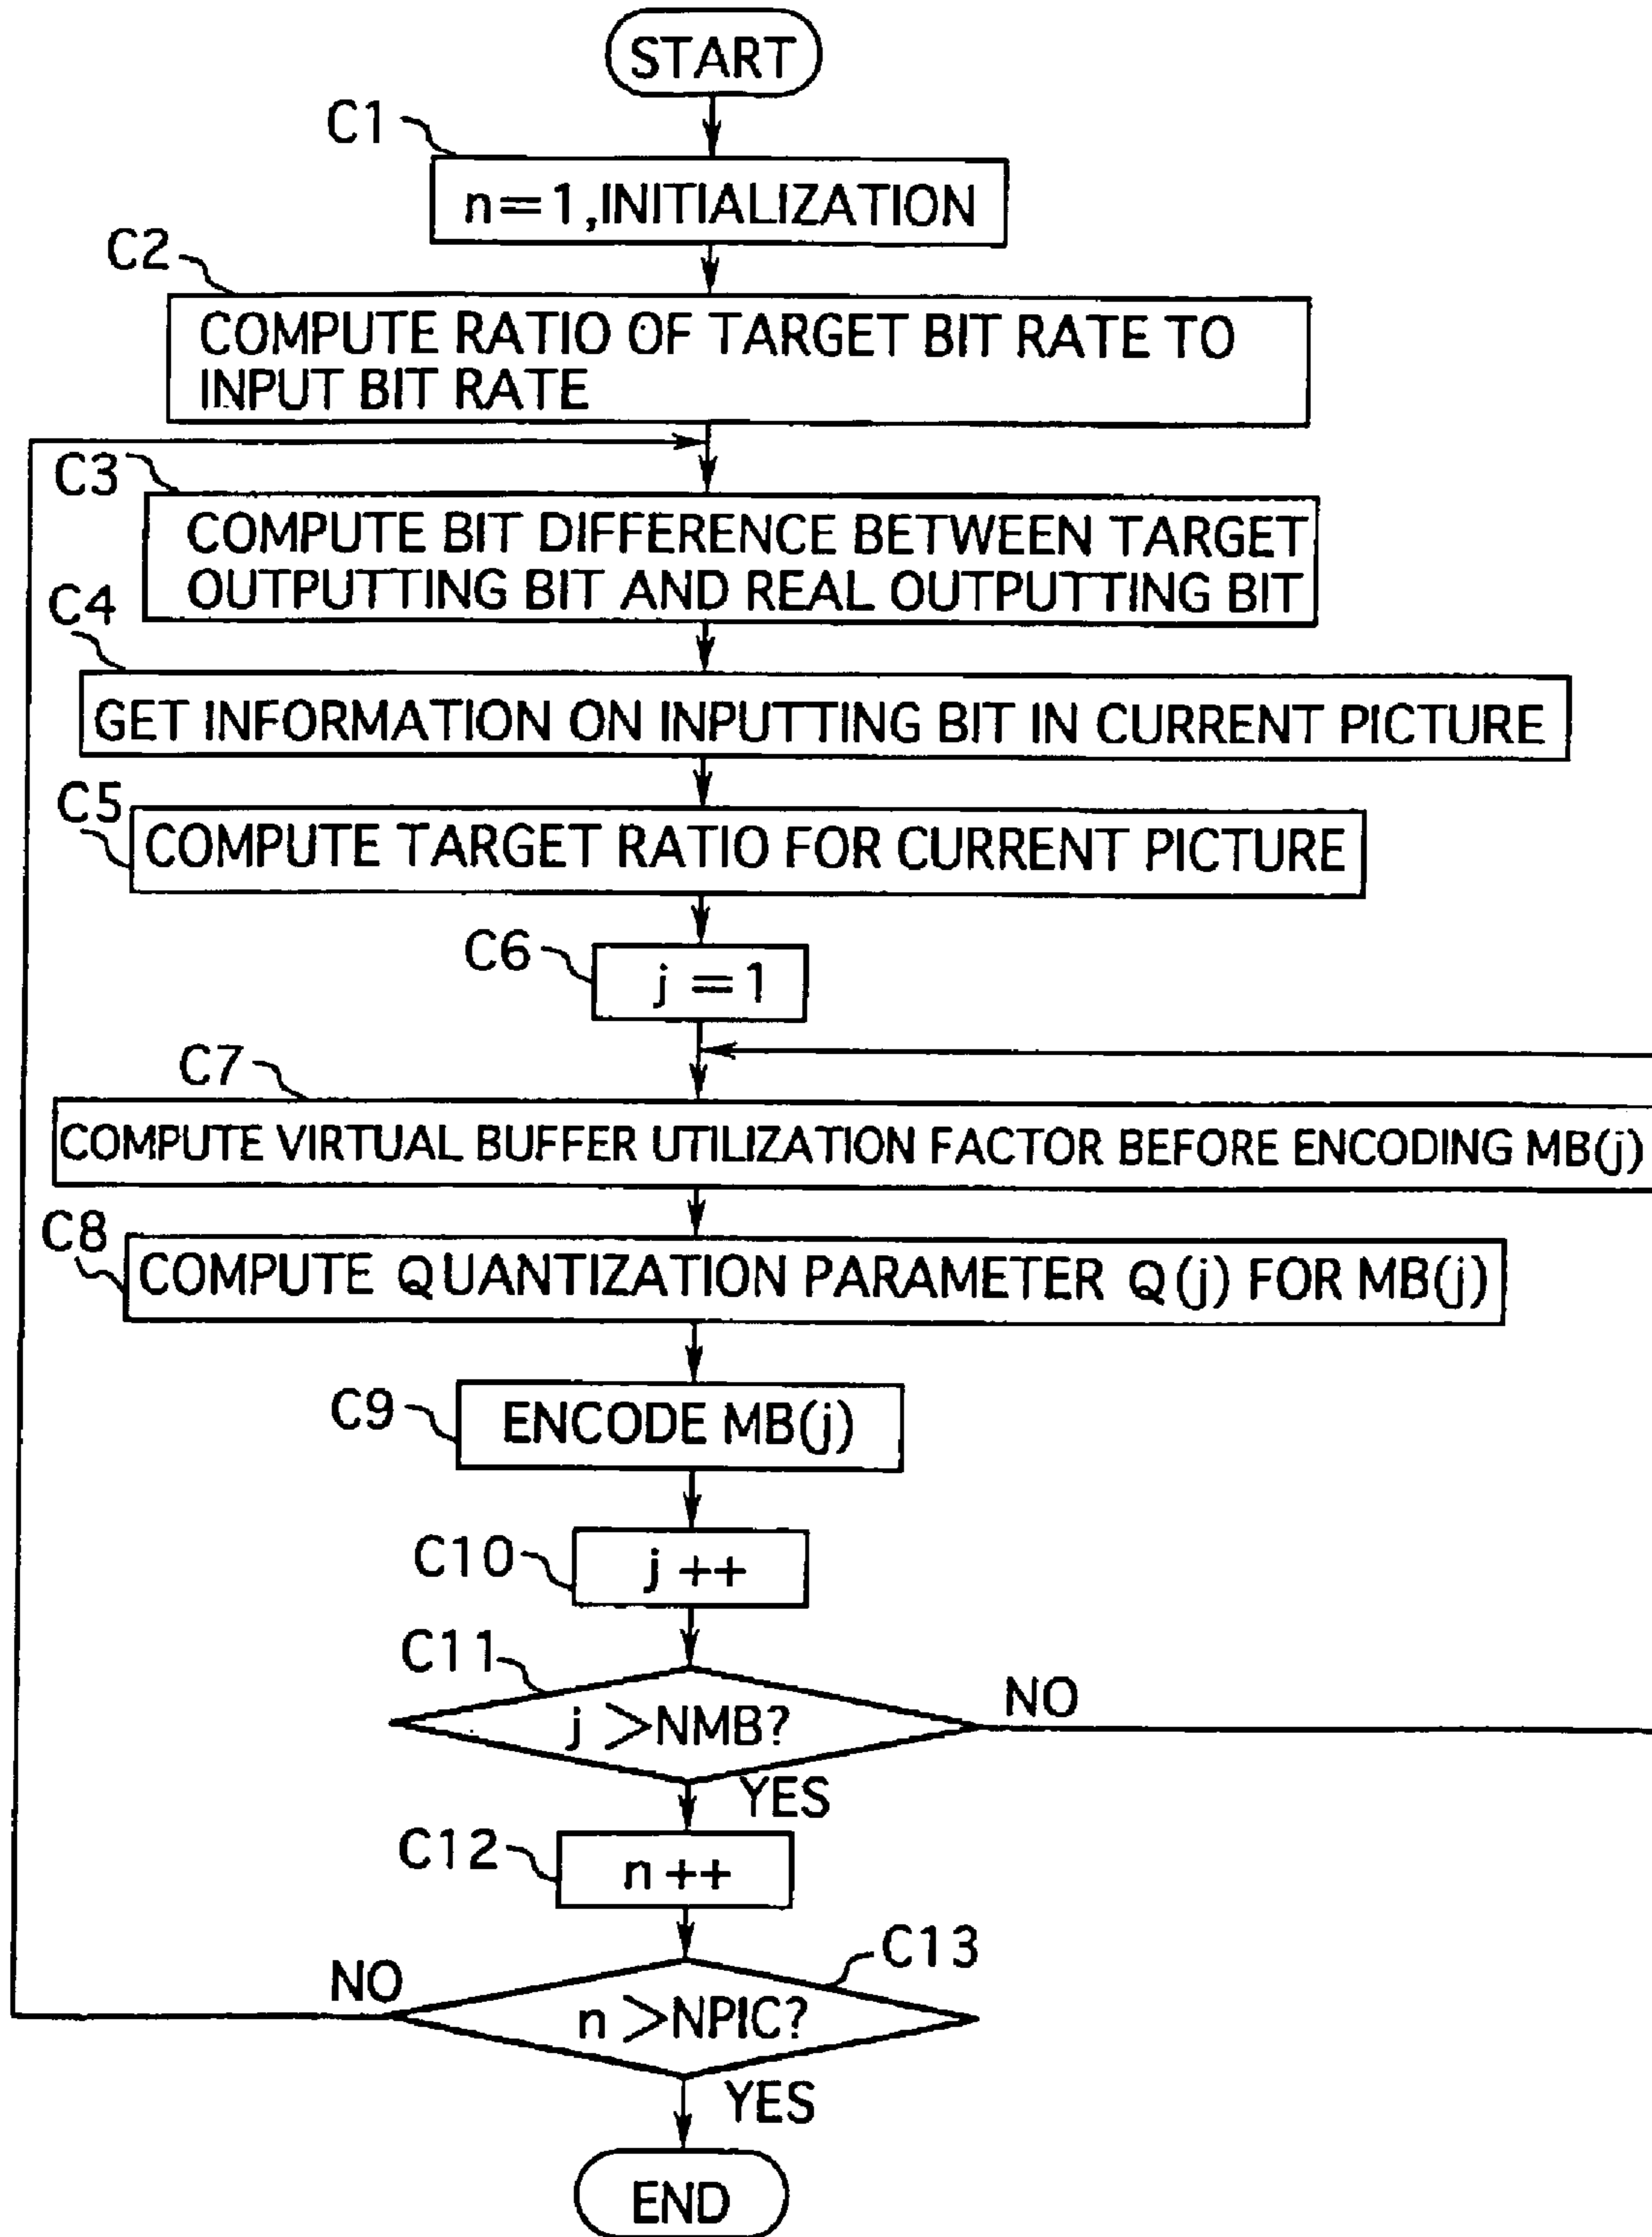 START
C1
n=1,INITIALIZATION
C2
COMPUTE RATIO OF TARGET BIT RATE TO
INPUT BIT RATE
C3
COMPUTE BIT DIFFERENCE BETWEEN TARGET
OUTPUTTING BIT AND REAL OUTPUTTING BIT
C4
GET INFORMATION ON INPUTTING BIT IN CURRENT PICTURE
C5
COMPUTE TARGET RATIO FOR CURRENT PICTURE
C6
j=1
C7
COMPUTE VIRTUAL BUFFER UTILIZATION FACTOR BEFORE ENCODING MB(j)
C8
COMPUTE QUANTIZATION PARAMETER Q(j) FOR MB(j)
C9
ENCODE MB(j)
C10
j++
C11
j>NMB?
NO
YES
C12
n++
C13
n>NPIC?
NO
YES
END